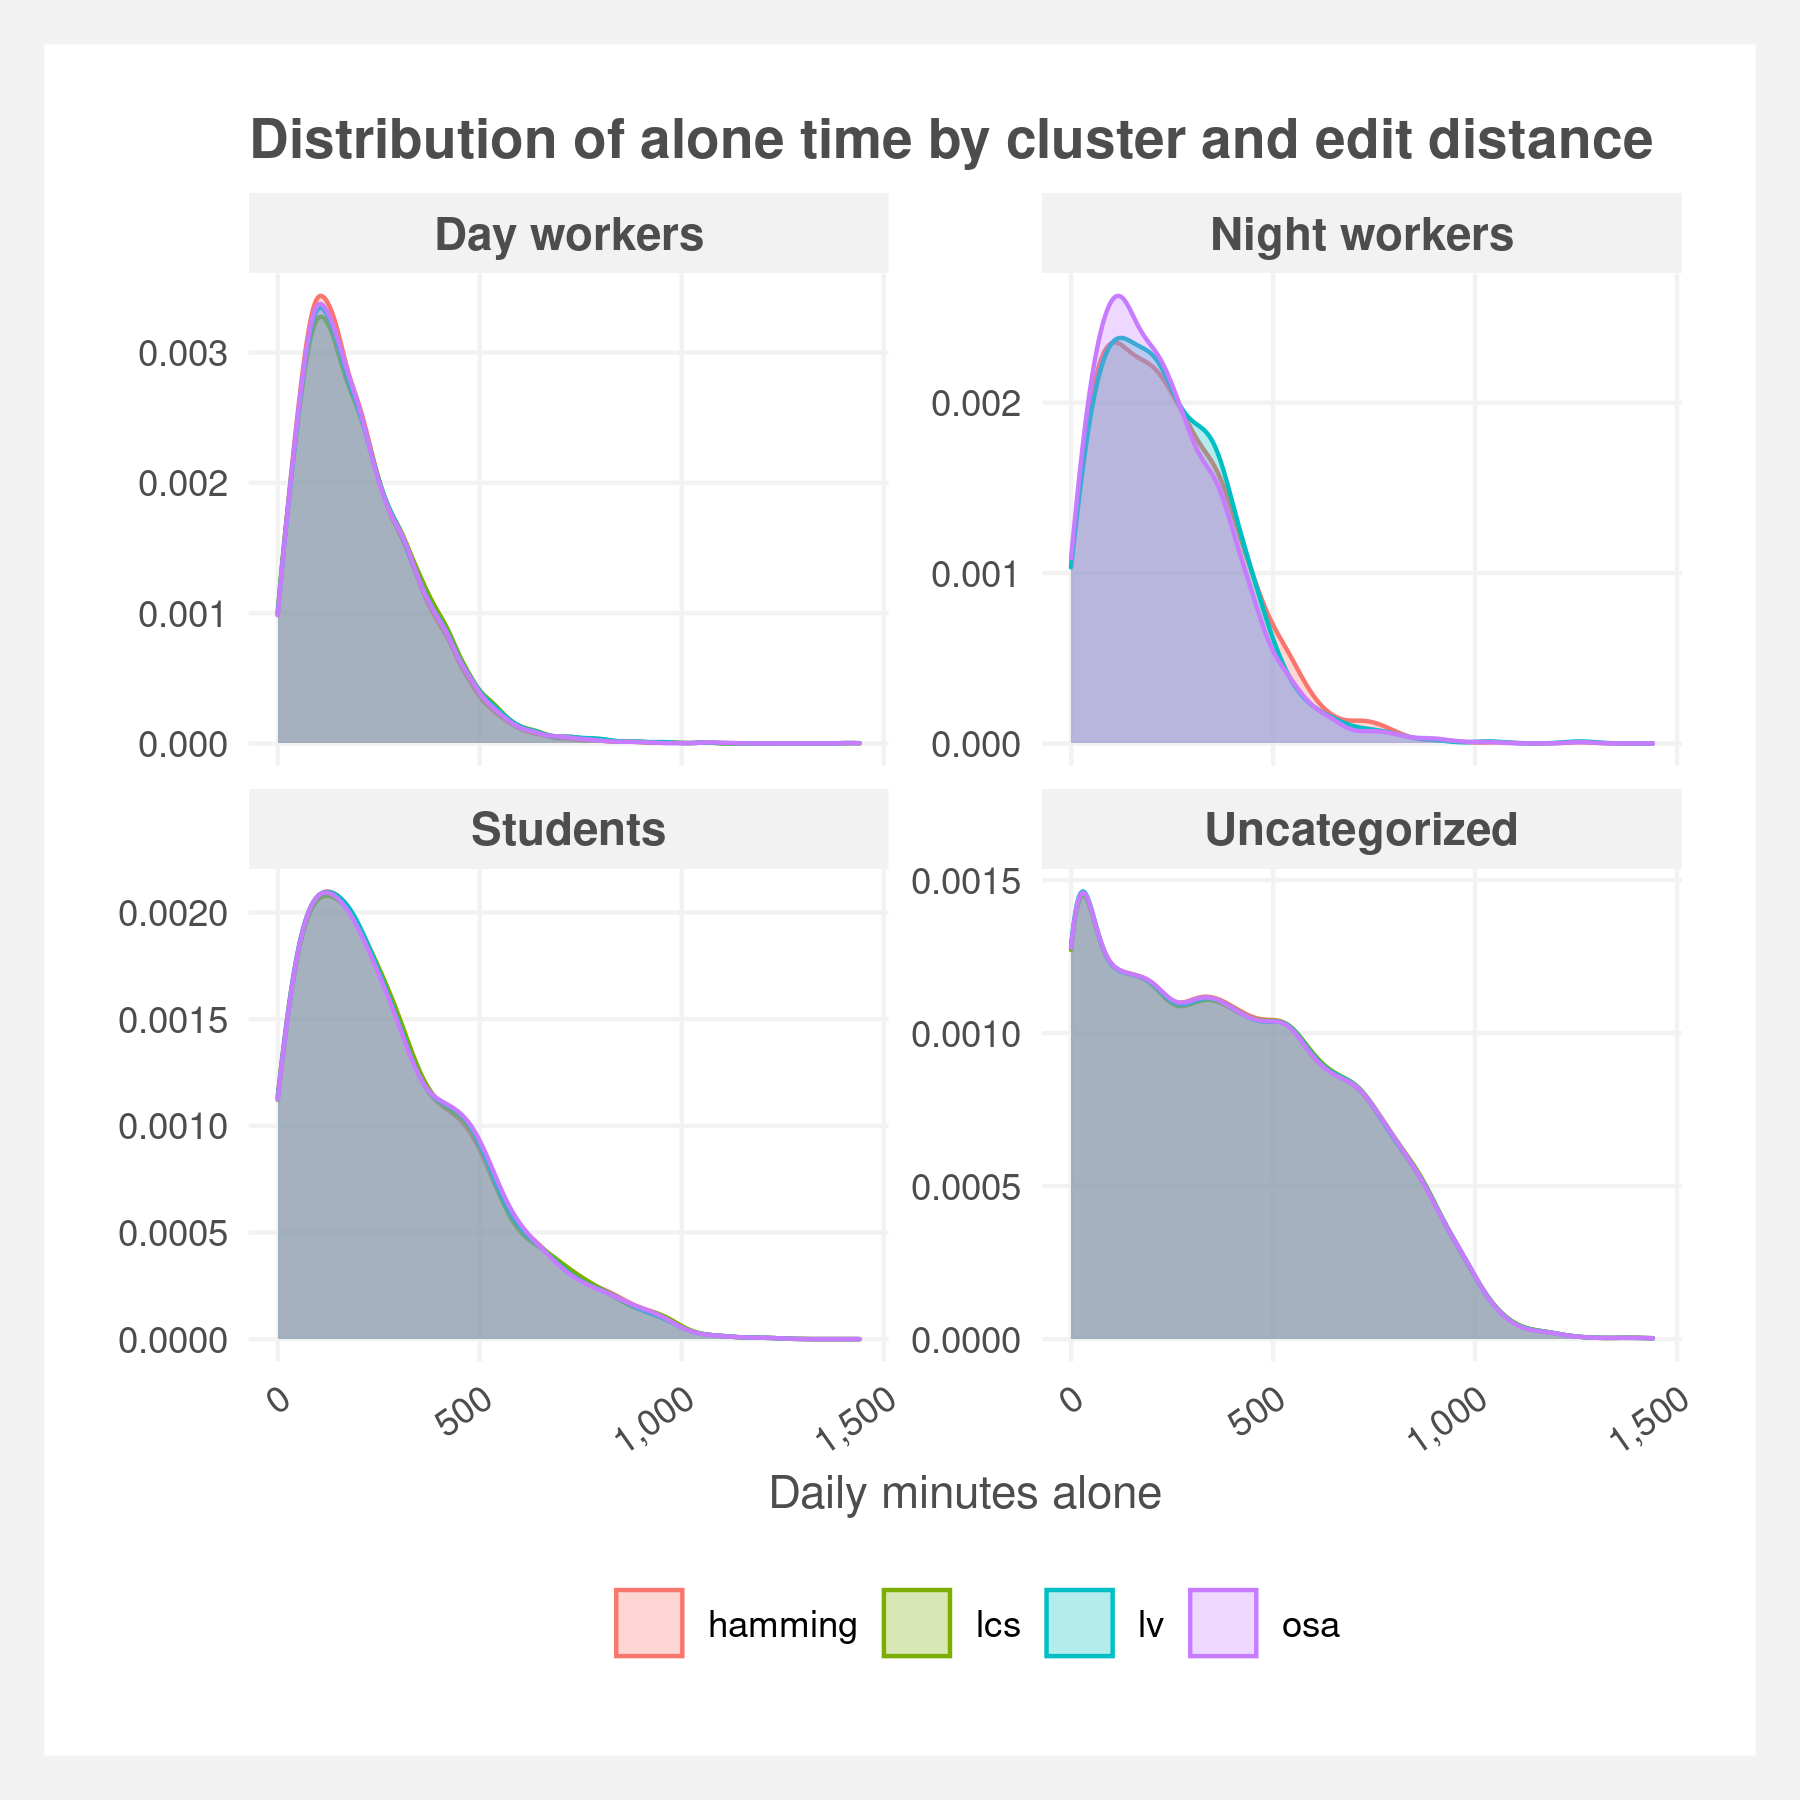 Distribution of alone time by cluster and edit distance
Day workers
Night workers
0.003
0.002
0.001
0.000
0.002
0.001
0.000
Students
Uncategorized
0.0020
0.0015
0.0010
0.0005
0.0000
0.0015
0.0010
0.0005
0.0000
0 500 1,000 1,500
0 500 1,000 1,500
Daily minutes alone
hamming lcs lv osa